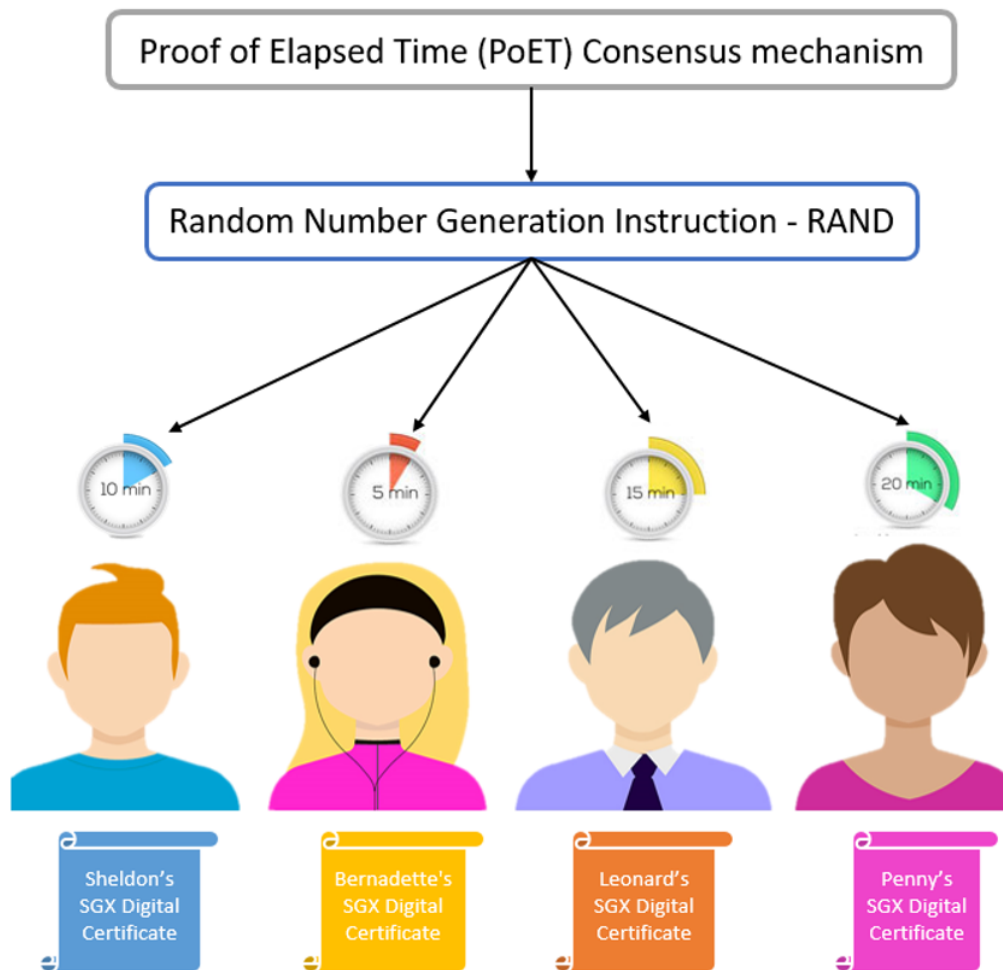 Proof of Elapsed Time (PoET) Consensus mechanism
Random Number Generation Instruction - RAND
10 min
5 min
15 min
20 min
Sheldon’s
SGX Digital
Certificate
Bernadette's
SGX Digital
Certificate
Leonard’s
SGX Digital
Certificate
Penny’s
SGX Digital
Certificate